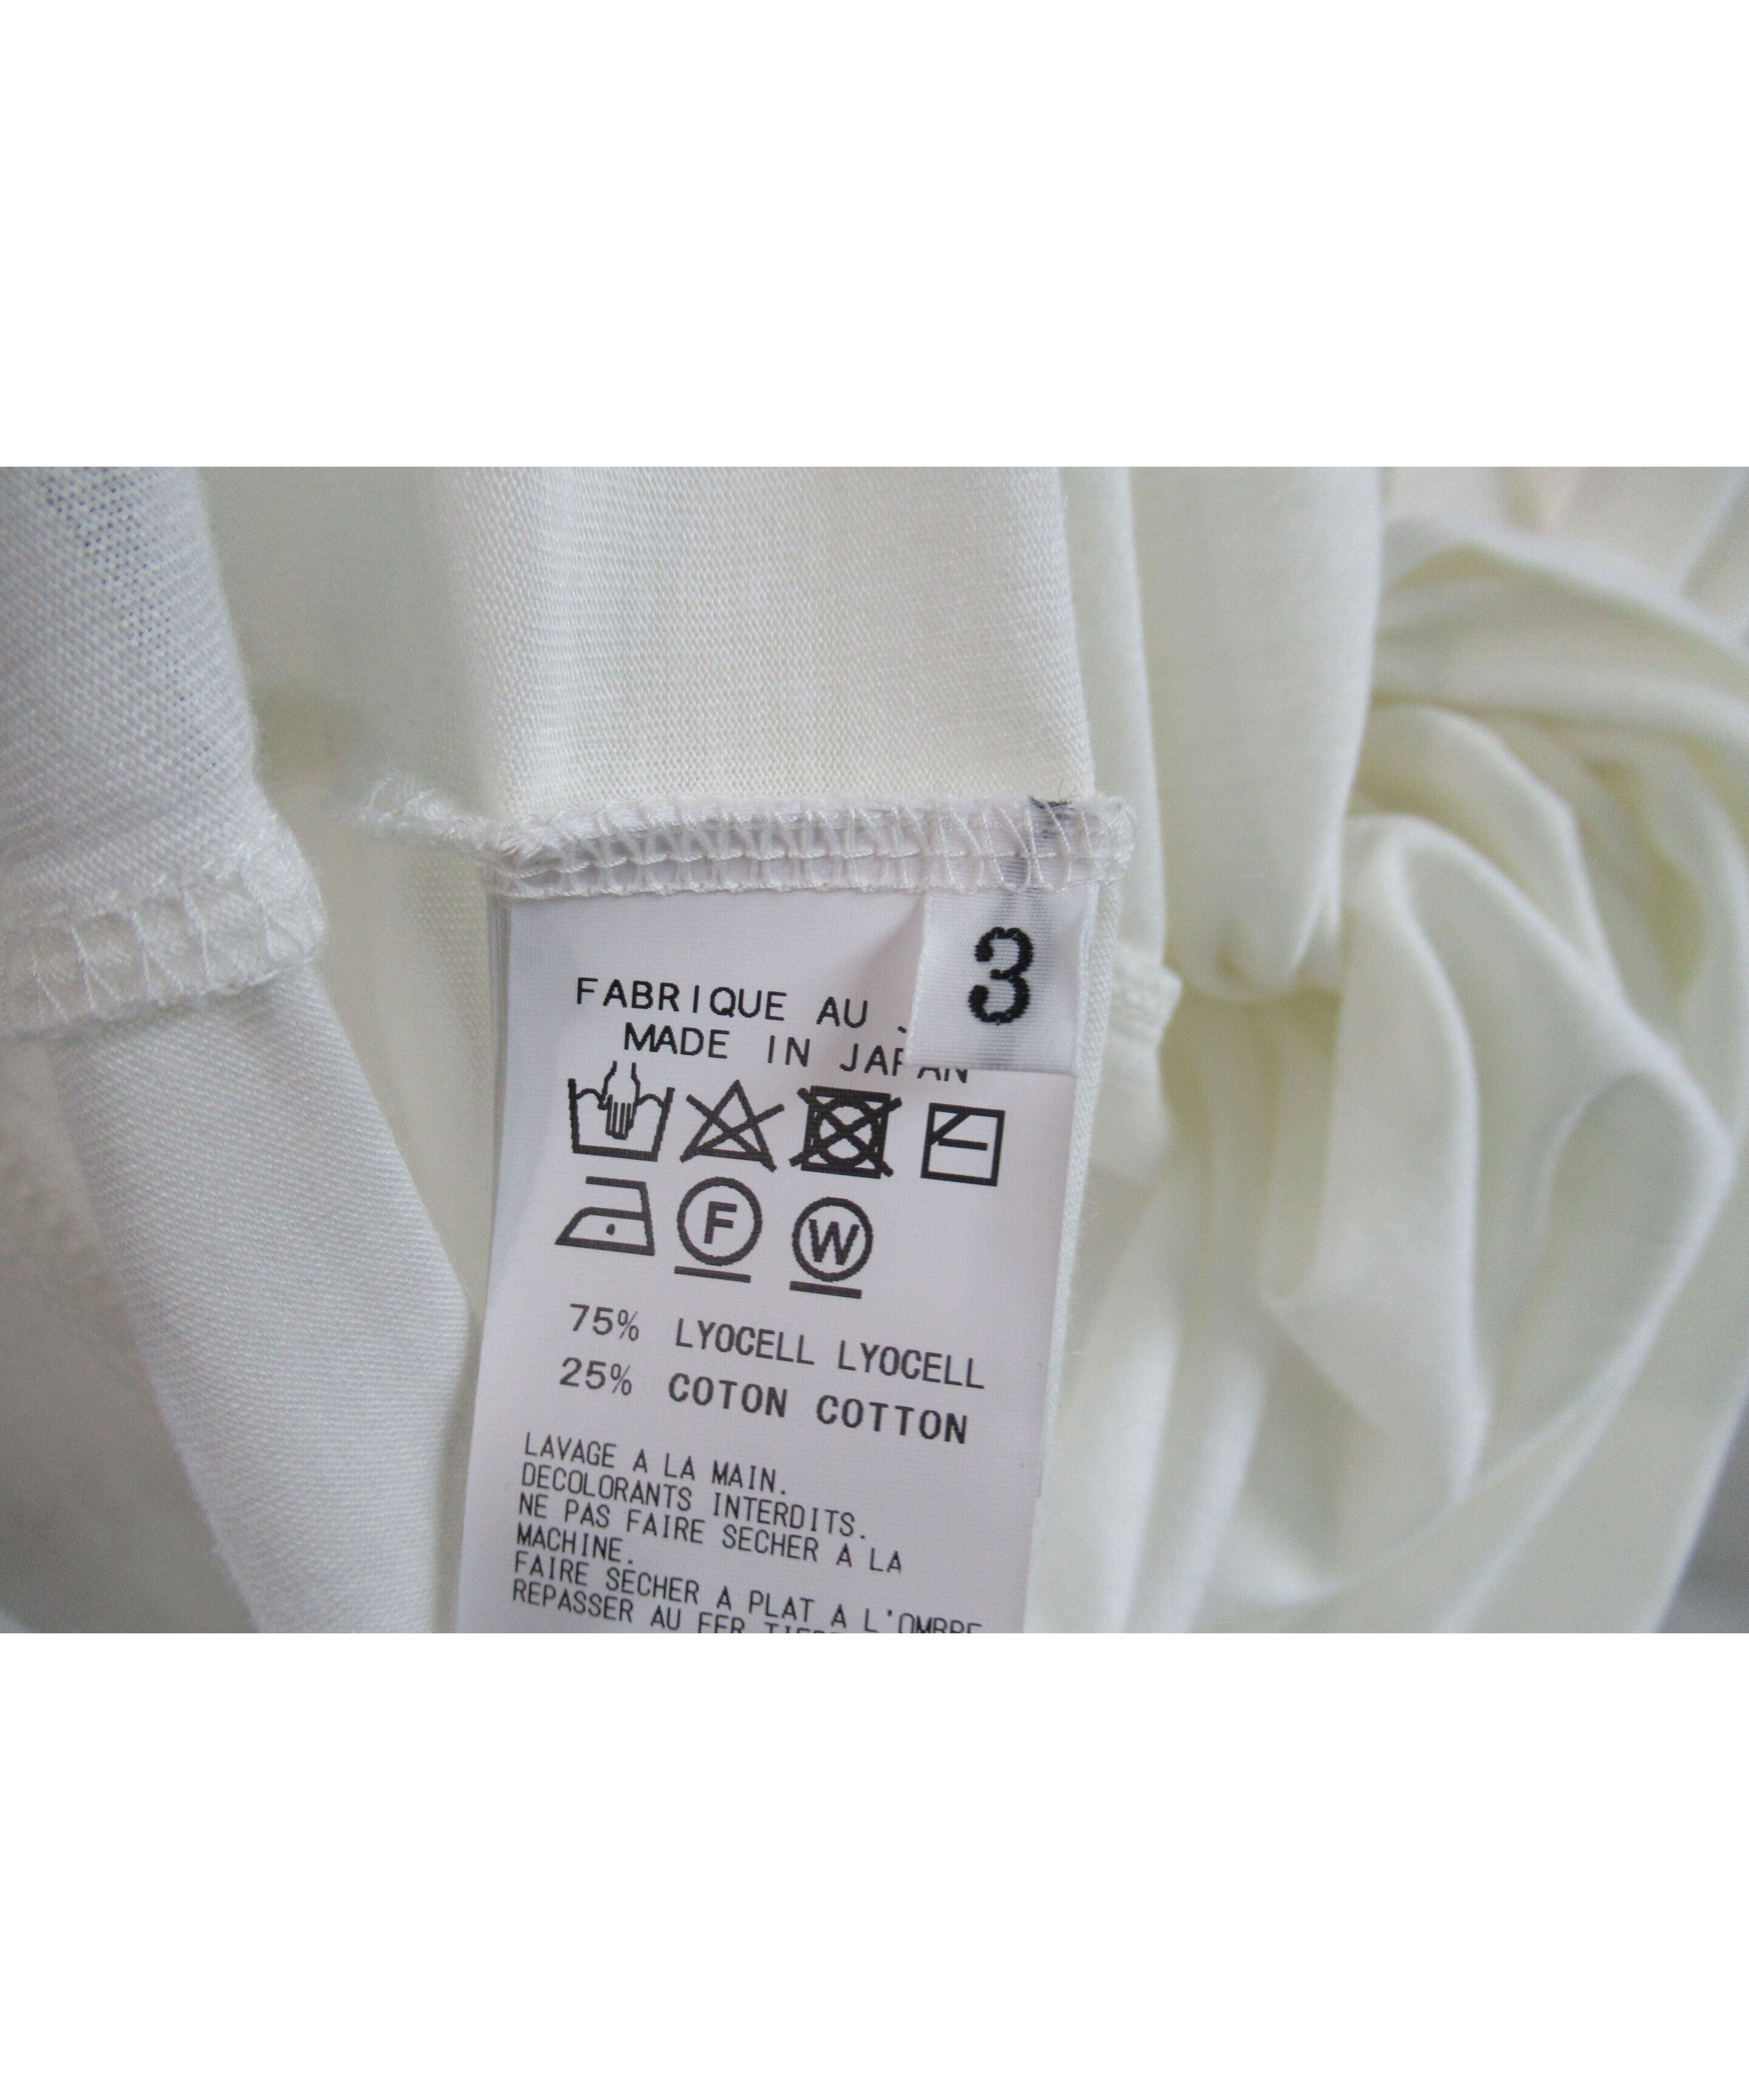 3
FABRIQUE AU
MADE IN JAPAN
F W
75% LYOCELL LYOCELL
25% COTON COTTON
LAVAGE A LA MAIN.
DECOLORANTS INTERDITS.
NE PAS FAIRE SECHER A LA
MACHINE.
FAIRE SECHER A PLAT A L'OMBRE
REPASSER AU FER